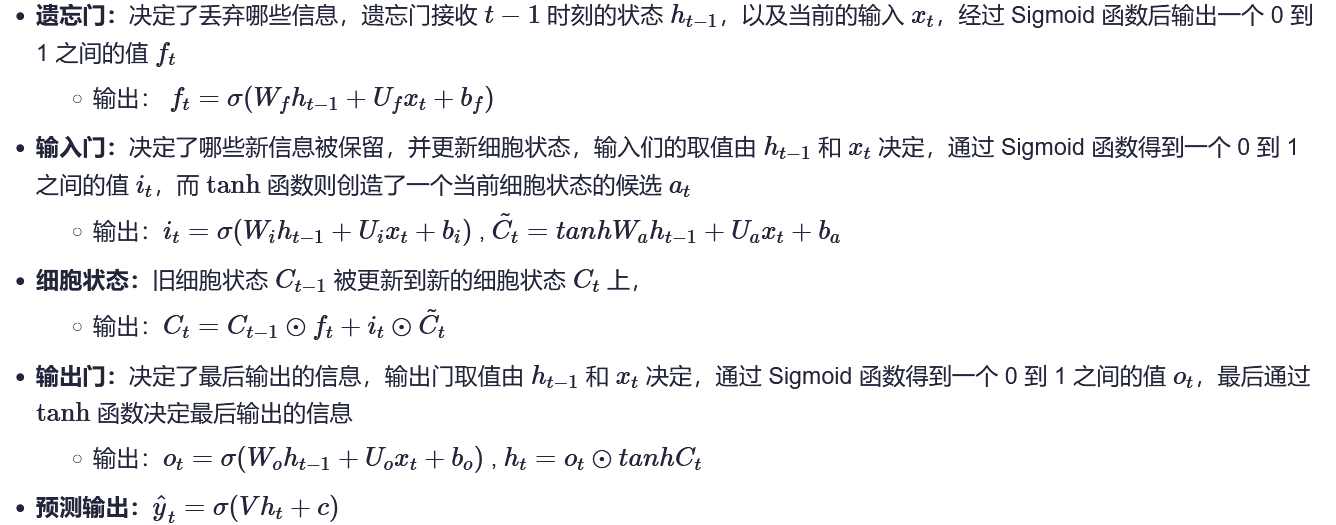 • 遗忘门：决定了丢弃哪些信息，遗忘门接收 $t-1$ 时刻的状态 $h_{t-1}$，以及当前的输入 $x_t$，经过 Sigmoid 函数后输出一个 0 到
1 之间的值 $f_t$
○ 输出： $f_t = \sigma(W_f h_{t-1} + U_f x_t + b_f)$
• 输入门：决定了哪些新信息被保留，并更新细胞状态，输入们的取值由 $h_{t-1}$ 和 $x_t$ 决定，通过 Sigmoid 函数得到一个 0 到 1
之间的值 $i_t$，而 $\tanh$ 函数则创造了一个当前细胞状态的候选 $a_t$
○ 输出：$i_t = \sigma(W_i h_{t-1} + U_i x_t + b_i)$ , $\tilde{C}_t = tanhW_a h_{t-1} + U_a x_t + b_a$
• 细胞状态：旧细胞状态 $C_{t-1}$ 被更新到新的细胞状态 $C_t$ 上，
○ 输出：$C_t = C_{t-1} \odot f_t + i_t \odot \tilde{C}_t$
• 输出门：决定了最后输出的信息，输出门取值由 $h_{t-1}$ 和 $x_t$ 决定，通过 Sigmoid 函数得到一个 0 到 1 之间的值 $o_t$，最后通过
$\tanh$ 函数决定最后输出的信息
○ 输出：$o_t = \sigma(W_o h_{t-1} + U_o x_t + b_o)$ , $h_t = o_t \odot tanhC_t$
• 预测输出：$\hat{y}_t = \sigma(V h_t + c)$